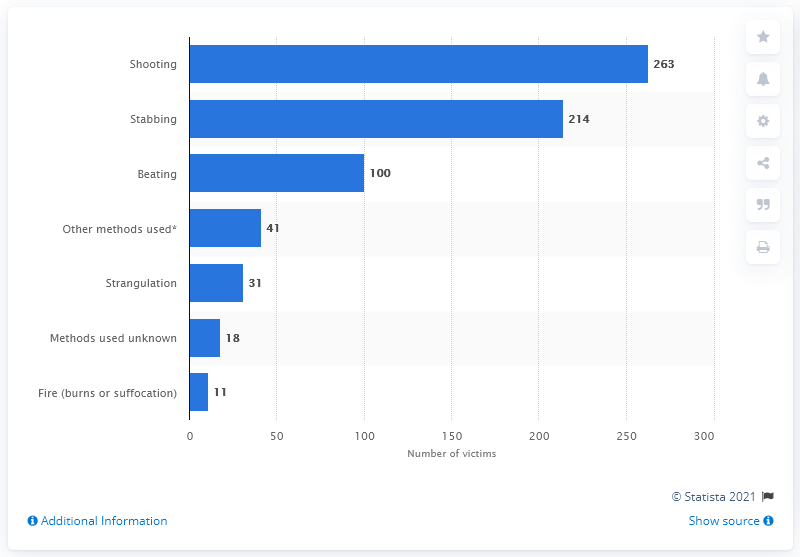 Shooting 263
Stabbing 214
Beating 100
Other methods used* 41
Strangulation 31
Methods used unknown 18
Fire (burns or suffocation) 11
0 50 100 150 200 250 300
Number of victims
© Statista 2021
Additional Information
Show source